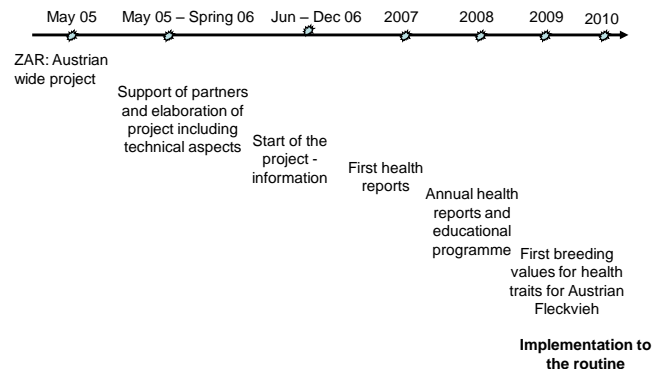 May 05
May 05 – Spring 06
Jun – Dec 06
2007
2008
2009
2010
ZAR: Austrian
wide project
Support of partners
and elaboration of
project including
technical aspects
Start of the
project -
information
First health
reports
Annual health
reports and
educational
programme
First breeding
values for health
traits for Austrian
Fleckvieh
Implementation to
the routine